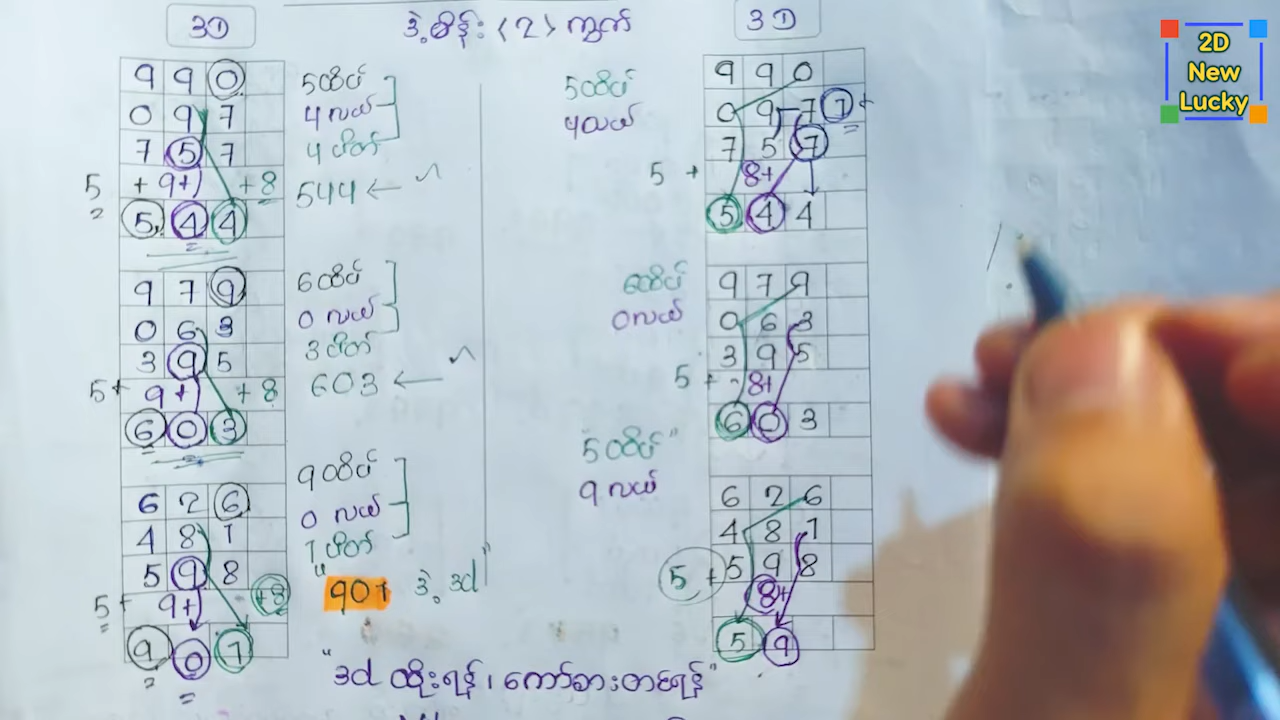 3D
ဒဲ့စိန်း (၃) ကွက်
3D
2D
New
Lucky
9 9 0
0 9 7
7 5 7
5 + 9+ +8
5 4 4
5 ထိပ်
4 လယ်
4 ပိတ်
544 ←
5 ထိပ်
4 လယ်
9 9 0
0 9 7 7 +
7 5 7
5 + 8+
5 4 4
9 7 9
0 6 3
3 9 5
5+ 9+ +8
6 0 3
6 ထိပ်
0 လယ်
3 ပိတ်
603 ←
6 ထိပ်
0 လယ်
9 7 9
0 6 3
3 9 5
5 + 8+
6 0 3
6 2 6
4 8 1
5 9 8
5+ 9+ +8
9 0 7
9 ထိပ်
0 လယ်
7 ပိတ်
"907 ဒဲ့ 3d"
5 ထိပ်"
9 လယ်
6 2 6
4 8 1
5 + 5 9 8
8+
5 9
"3d ထိုးရန်၊ ကော်စားတစ်ရန်"